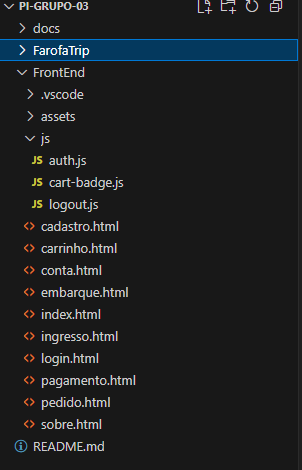 PI-GRUPO-03
docs
FarofaTrip
FrontEnd
.vscode
assets
js
JS auth.js
JS cart-badge.js
JS logout.js
<> cadastro.html
<> carrinho.html
<> conta.html
<> embarque.html
<> index.html
<> ingresso.html
<> login.html
<> pagamento.html
<> pedido.html
<> sobre.html
README.md